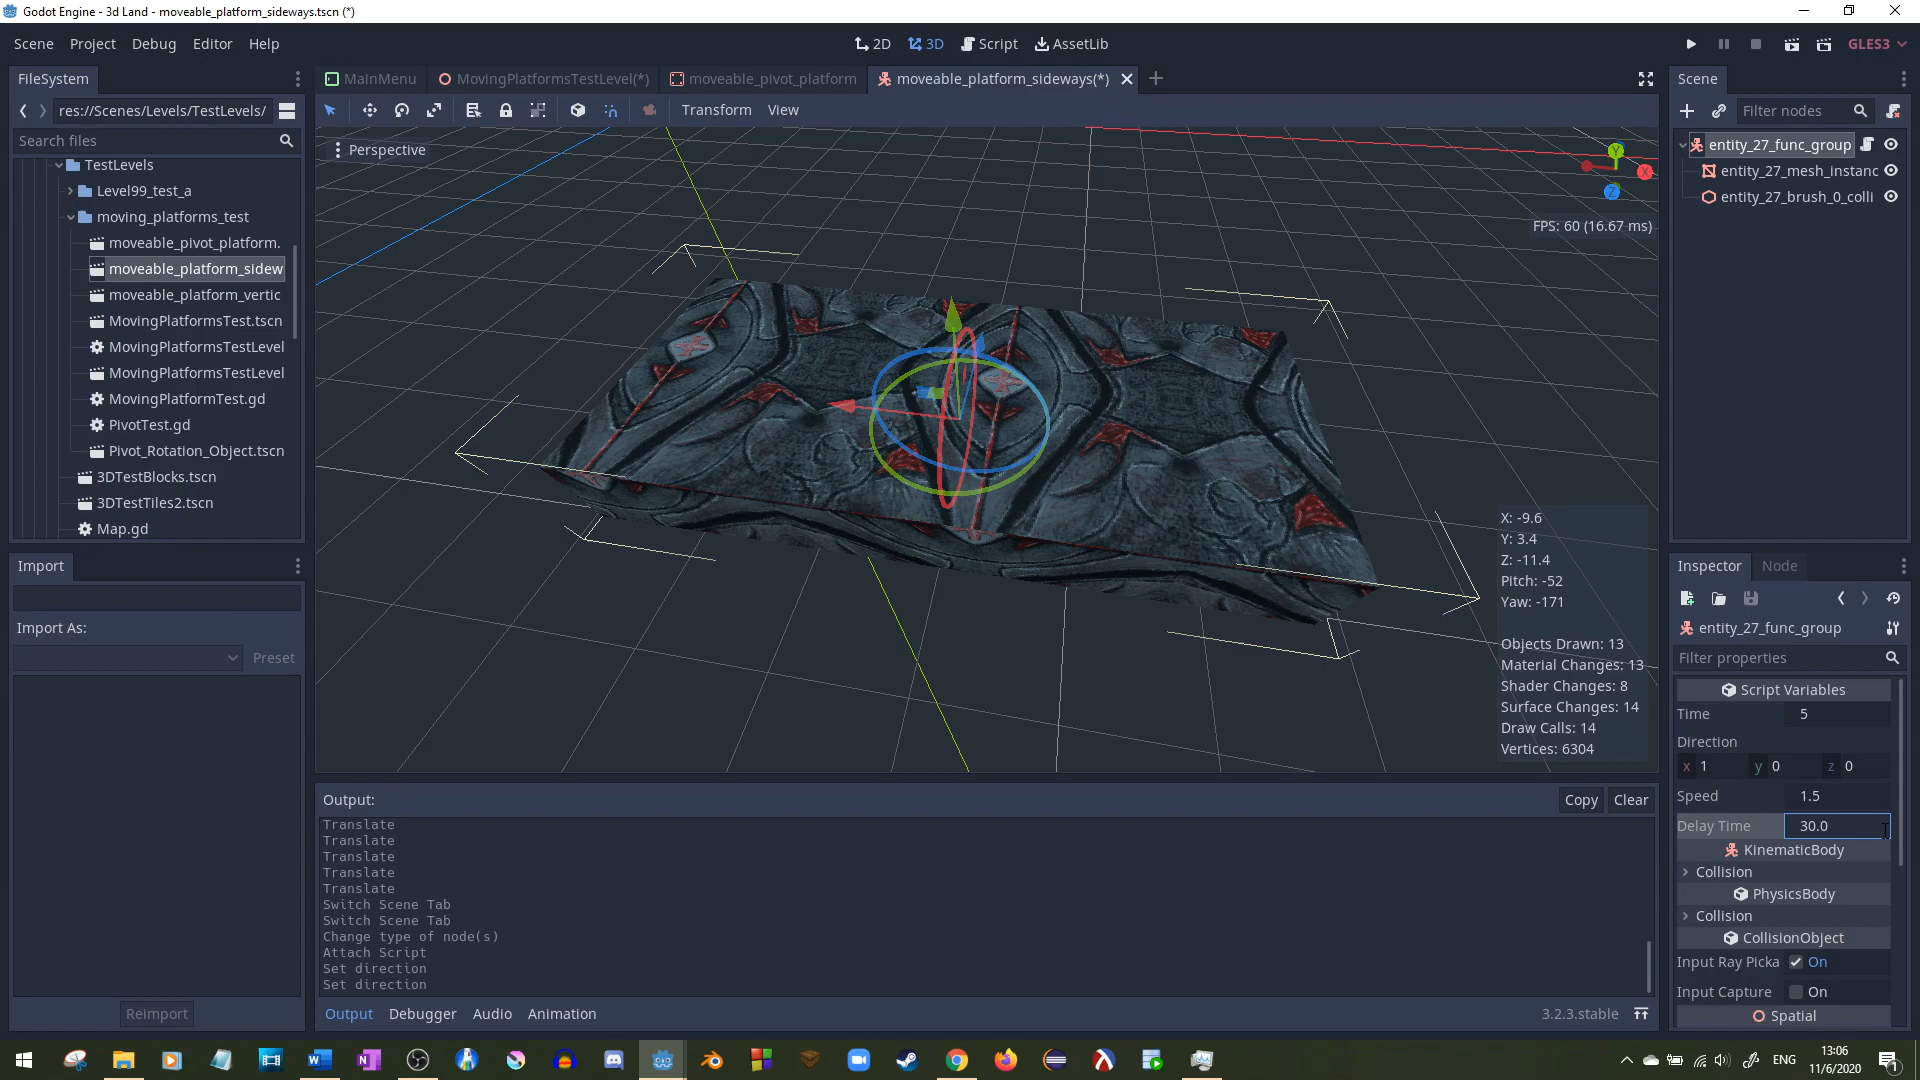 Godot Engine - 3d Land - moveable_platform_sideways.tscn (*)
Scene Project Debug Editor Help
2D 3D Script AssetLib
GLES3
FileSystem
MainMenu MovingPlatformsTestLevel(*) moveable_pivot_platform moveable_platform_sideways(*)
Scene
res://Scenes/Levels/TestLevels/
Search files
Transform View
Filter nodes
Perspective
TestLevels
Level99_test_a
moving_platforms_test
moveable_pivot_platform.
moveable_platform_sidew
moveable_platform_vertic
MovingPlatformsTest.tscn
MovingPlatformsTestLevel
MovingPlatformsTestLevel
MovingPlatformTest.gd
PivotTest.gd
Pivot_Rotation_Object.tscn
3DTestBlocks.tscn
3DTestTiles2.tscn
Map.gd
Import
Import As:
Preset
Reimport
Y
X
Z
FPS: 60 (16.67 ms)
X: -9.6
Y: 3.4
Z: -11.4
Pitch: -52
Yaw: -171
Objects Drawn: 13
Material Changes: 13
Shader Changes: 8
Surface Changes: 14
Draw Calls: 14
Vertices: 6304
Output:
Copy Clear
Translate
Translate
Translate
Translate
Translate
Switch Scene Tab
Switch Scene Tab
Change type of node(s)
Attach Script
Set direction
Set direction
Output Debugger Audio Animation
3.2.3.stable
entity_27_func_group
entity_27_mesh_instanc
entity_27_brush_0_colli
Inspector Node
entity_27_func_group
Filter properties
Script Variables
Time 5
Direction
x 1 y 0 z 0
Speed 1.5
Delay Time 30.0
KinematicBody
Collision
PhysicsBody
Collision
CollisionObject
Input Ray Picka On
Input Capture On
Spatial
ENG
13:06
11/6/2020
1